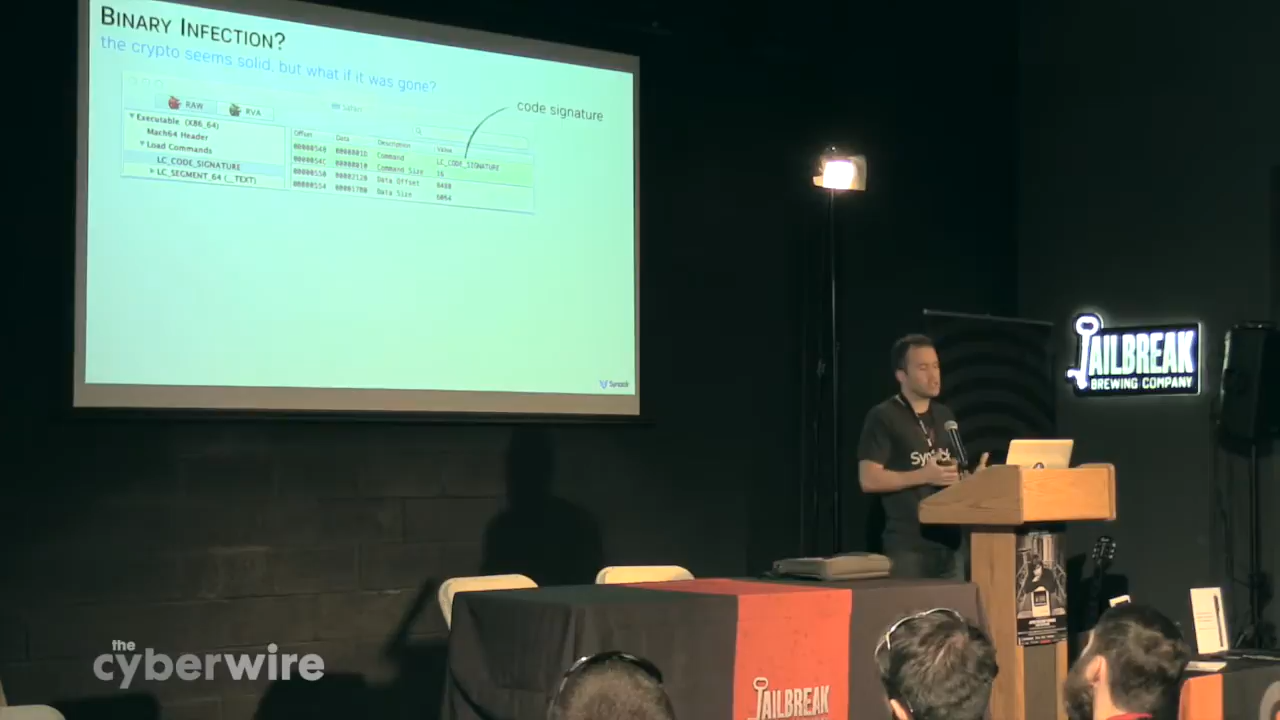 BINARY INFECTION?
the crypto seems solid, but what if it was gone?
code signature
RAW
RVA
Executable (X86_64)
Mach64 Header
Load Commands
LC_CODE_SIGNATURE
LC_SEGMENT_64 (__TEXT)
Offset Data Description Value
Command LC_CODE_SIGNATURE
Command Size 16
Data Offset
Data Size
Synack
JAILBREAK
BREWING COMPANY
the
cyberwire
JAILBREAK